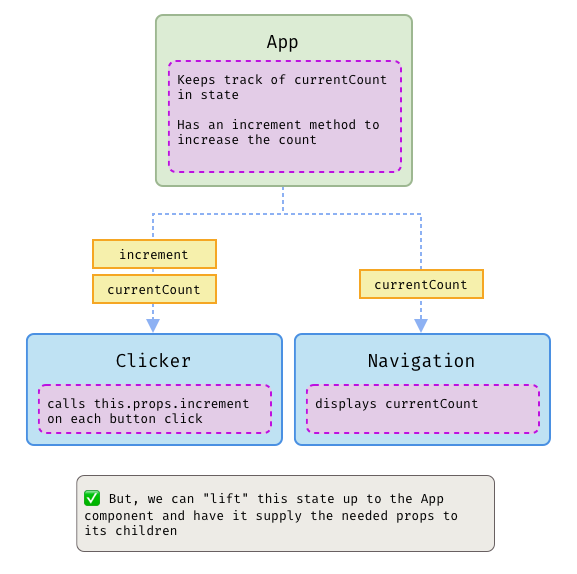 App
Keeps track of currentCount
in state
Has an increment method to
increase the count
increment
currentCount
currentCount
Clicker
calls this.props.increment
on each button click
Navigation
displays currentCount
✅ But, we can "lift" this state up to the App
component and have it supply the needed props to
its children